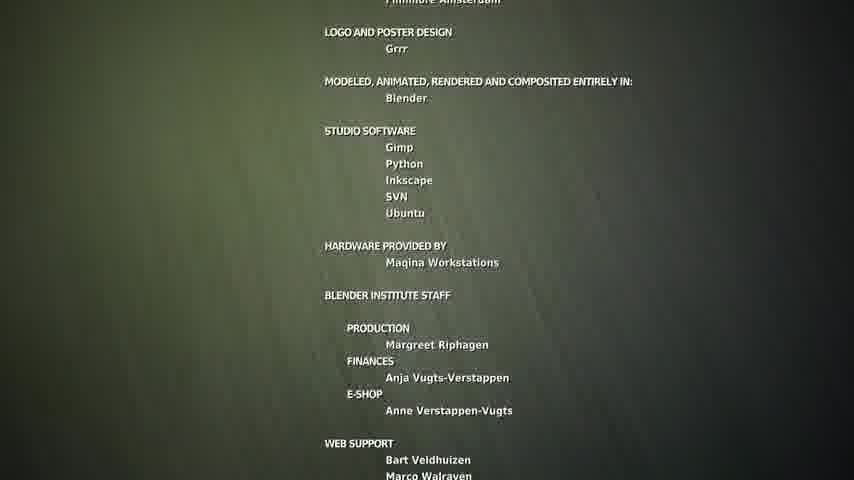 Filmmore Amsterdam
LOGO AND POSTER DESIGN
Grrr
MODELED, ANIMATED, RENDERED AND COMPOSITED ENTIRELY IN:
Blender
STUDIO SOFTWARE
Gimp
Python
Inkscape
SVN
Ubuntu
HARDWARE PROVIDED BY
Maqina Workstations
BLENDER INSTITUTE STAFF
PRODUCTION
Margreet Riphagen
FINANCES
Anja Vugts-Verstappen
E-SHOP
Anne Verstappen-Vugts
WEB SUPPORT
Bart Veldhuizen
Marco Walraven